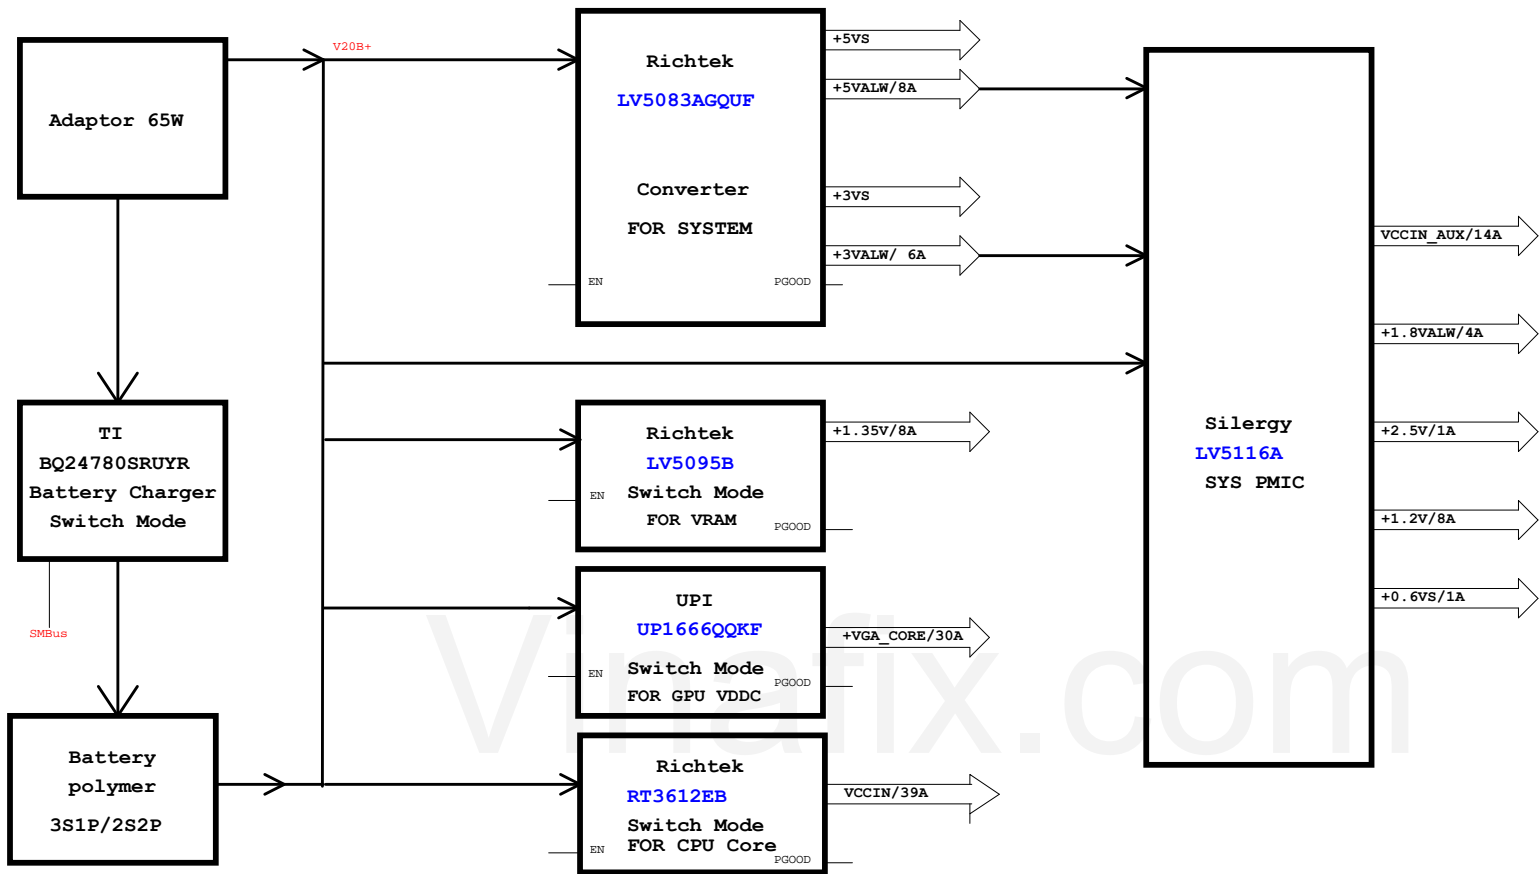 Adaptor 65W
V20B+
Richtek
LV5083AGQUF
Converter
FOR SYSTEM
EN
PGOOD
+5VS
+5VALW/8A
+3VS
+3VALW/ 6A
TI
BQ24780SRUYR
Battery Charger
Switch Mode
SMBus
Battery
polymer
3S1P/2S2P
Richtek
LV5095B
Switch Mode
FOR VRAM
EN
PGOOD
+1.35V/8A
UPI
UP1666QQKF
Switch Mode
FOR GPU VDDC
EN
PGOOD
+VGA_CORE/30A
Richtek
RT3612EB
Switch Mode
FOR CPU Core
EN
PGOOD
VCCIN/39A
Silergy
LV5116A
SYS PMIC
VCCIN_AUX/14A
+1.8VALW/4A
+2.5V/1A
+1.2V/8A
+0.6VS/1A
Vinafix.com